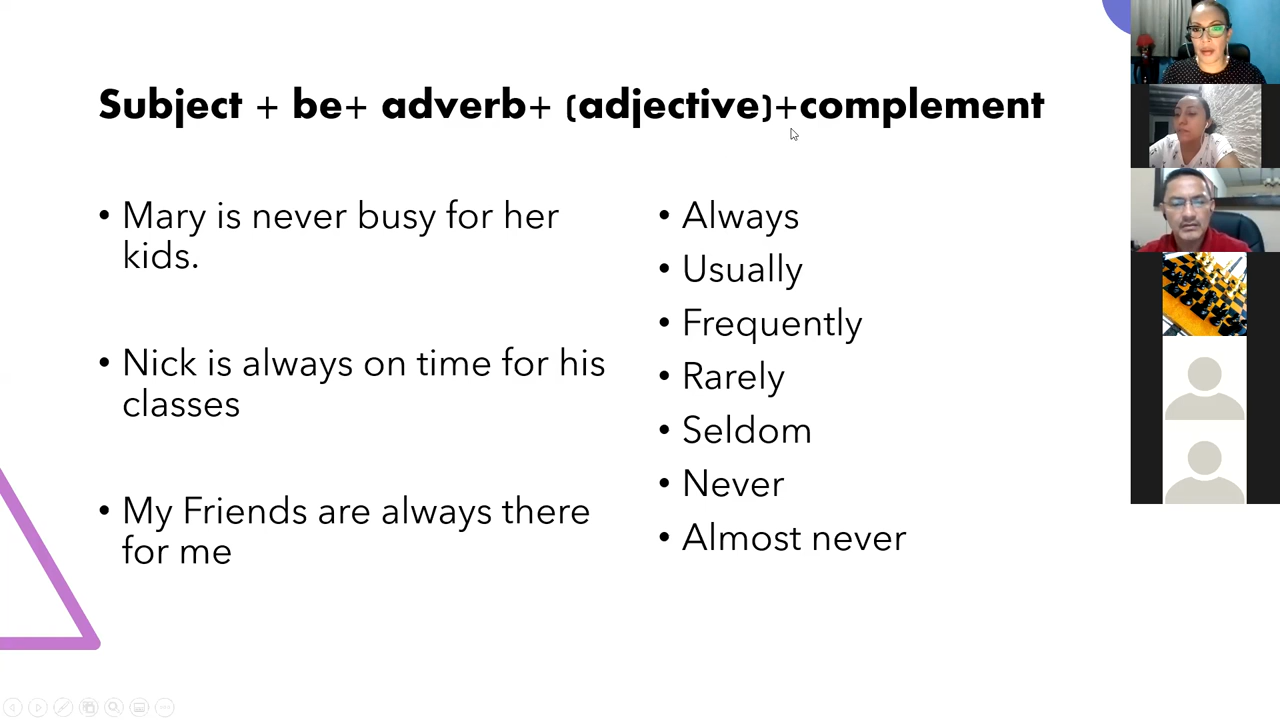 Subject + be+ adverb+ (adjective)+complement
• Mary is never busy for her
kids.
• Nick is always on time for his
classes
• My Friends are always there
for me
• Always
• Usually
• Frequently
• Rarely
• Seldom
• Never
• Almost never